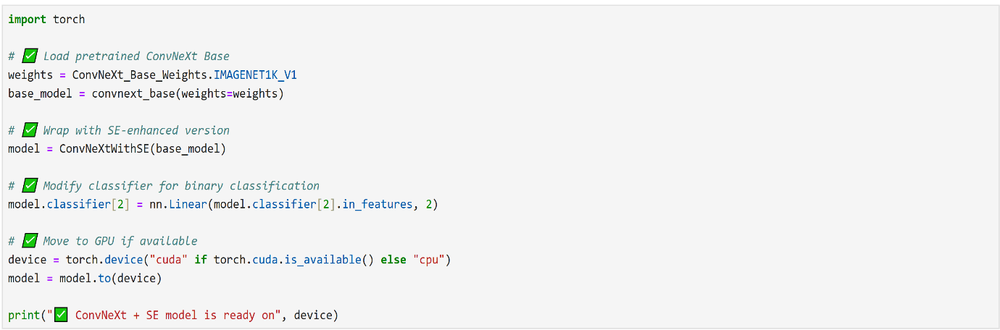 import torch
# ✅ Load pretrained ConvNeXt Base
weights = ConvNeXt_Base_Weights.IMAGENET1K_V1
base_model = convnext_base(weights=weights)
# ✅ Wrap with SE-enhanced version
model = ConvNeXtWithSE(base_model)
# ✅ Modify classifier for binary classification
model.classifier[2] = nn.Linear(model.classifier[2].in_features, 2)
# ✅ Move to GPU if available
device = torch.device("cuda" if torch.cuda.is_available() else "cpu")
model = model.to(device)
print("✅ ConvNeXt + SE model is ready on", device)